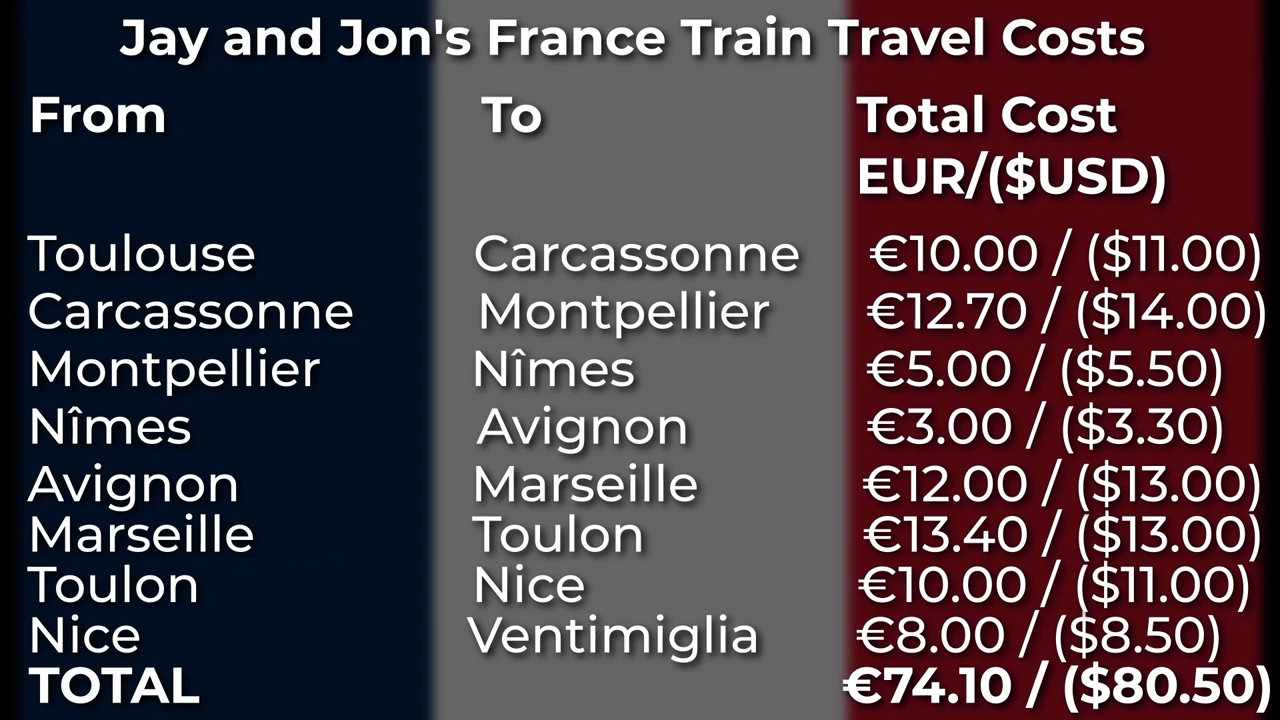 Jay and Jon's France Train Travel Costs
From To Total Cost
EUR/($USD)
Toulouse Carcassonne €10.00 / ($11.00)
Carcassonne Montpellier €12.70 / ($14.00)
Montpellier Nîmes €5.00 / ($5.50)
Nîmes Avignon €3.00 / ($3.30)
Avignon Marseille €12.00 / ($13.00)
Marseille Toulon €13.40 / ($13.00)
Toulon Nice €10.00 / ($11.00)
Nice Ventimiglia €8.00 / ($8.50)
TOTAL €74.10 / ($80.50)